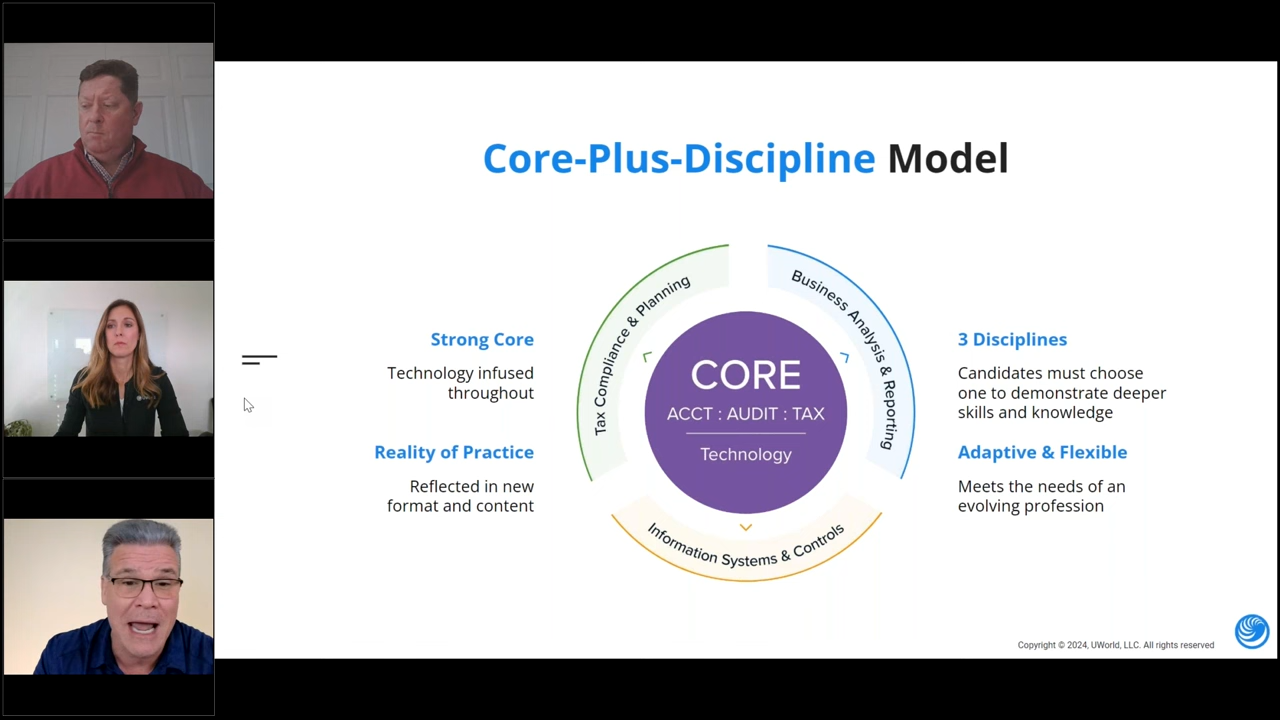 Core-Plus-Discipline Model
Strong Core
Technology infused
throughout
Reality of Practice
Reflected in new
format and content
Tax Compliance & Planning
Business Analysis & Reporting
CORE
ACCT : AUDIT : TAX
Technology
Information Systems & Controls
3 Disciplines
Candidates must choose
one to demonstrate deeper
skills and knowledge
Adaptive & Flexible
Meets the needs of an
evolving profession
Copyright © 2024, UWorld, LLC. All rights reserved